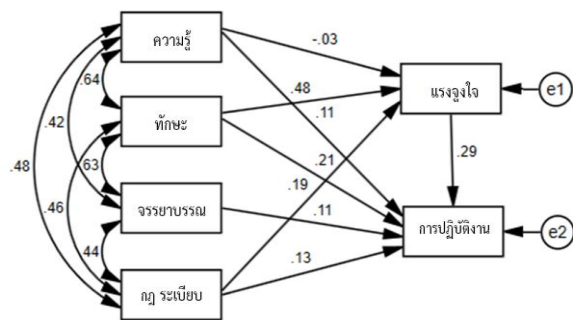 ความรู้
-.03
.64
.48
แรงจูงใจ
e1
.42
ทักษะ
.11
.48
.63
.21
.29
.46
.19
จรรยาบรรณ
.11
การปฏิบัติงาน
e2
.44
.13
กฎ ระเบียบ